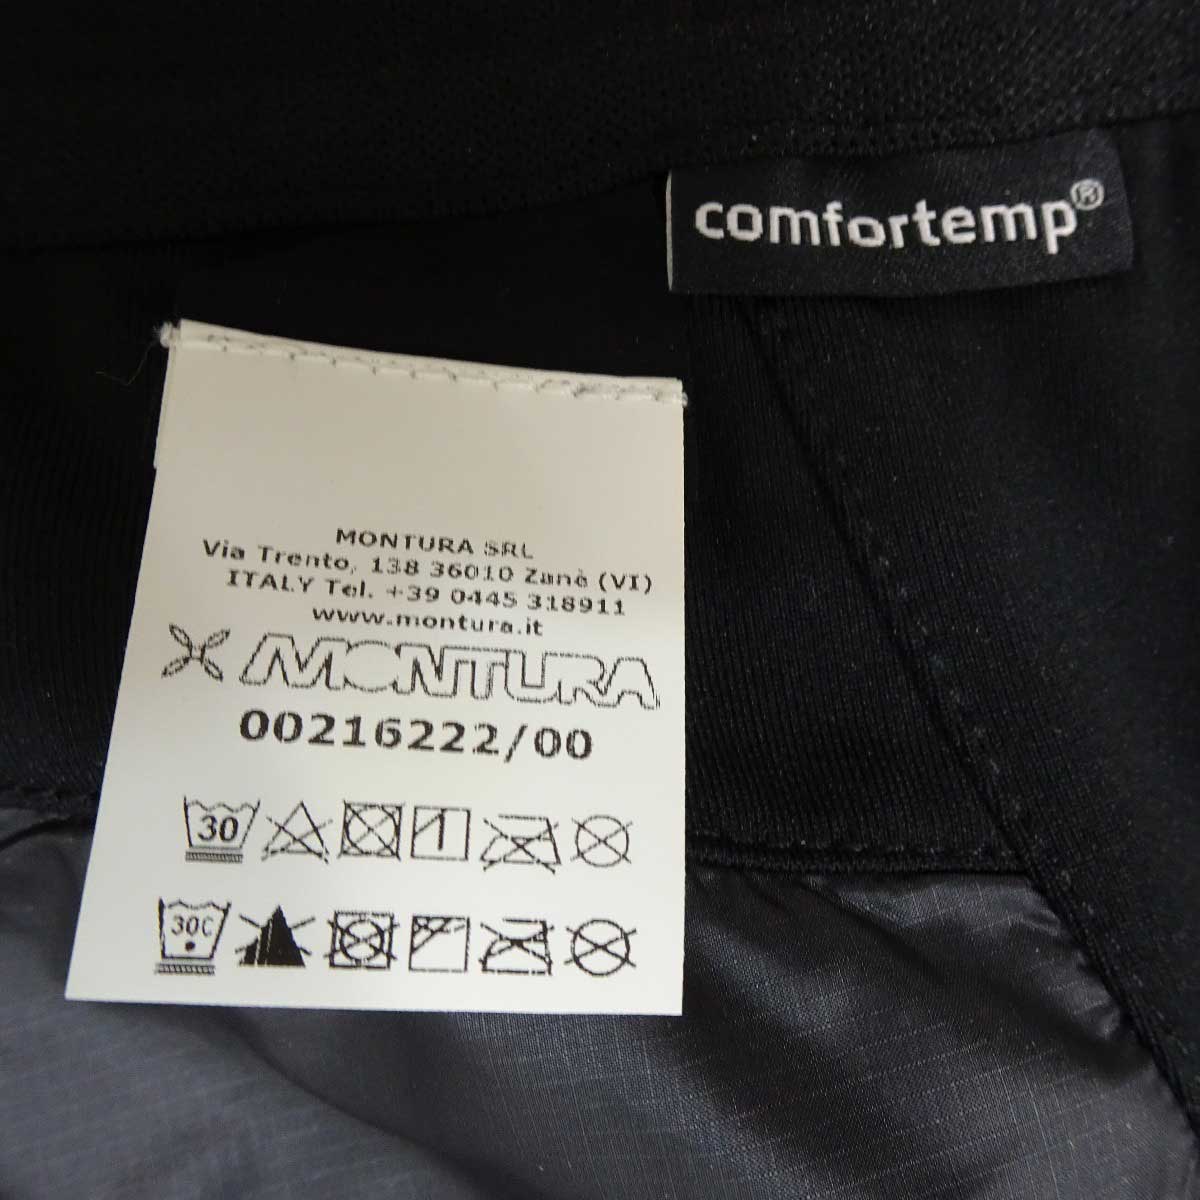 comfortemp®
MONTURA SRL
Via Trento, 138 36010 Zanè (VI)
ITALY Tel. +39 0445 318911
www.montura.it
MONTURA
00216222/00
30
30C